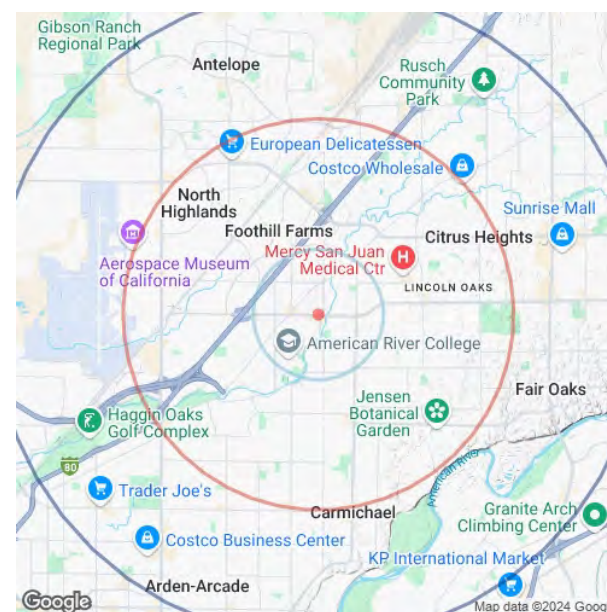 Gibson Ranch
Regional Park
Antelope
Rusch
Community
Park
European Delicatessen
Costco Wholesale
North
Highlands
Foothill Farms
Sunrise Mall
Mercy San Juan
Medical Ctr
H
Citrus Heights
Aerospace Museum
of California
LINCOLN OAKS
American River College
Jensen
Botanical
Garden
Fair Oaks
Haggin Oaks
Golf Complex
80
Trader Joe's
American River
Carmichael
Granite Arch
Climbing Center
Costco Business Center
KP International Market
Arden-Arcade
Google
Map data ©2024 Goog